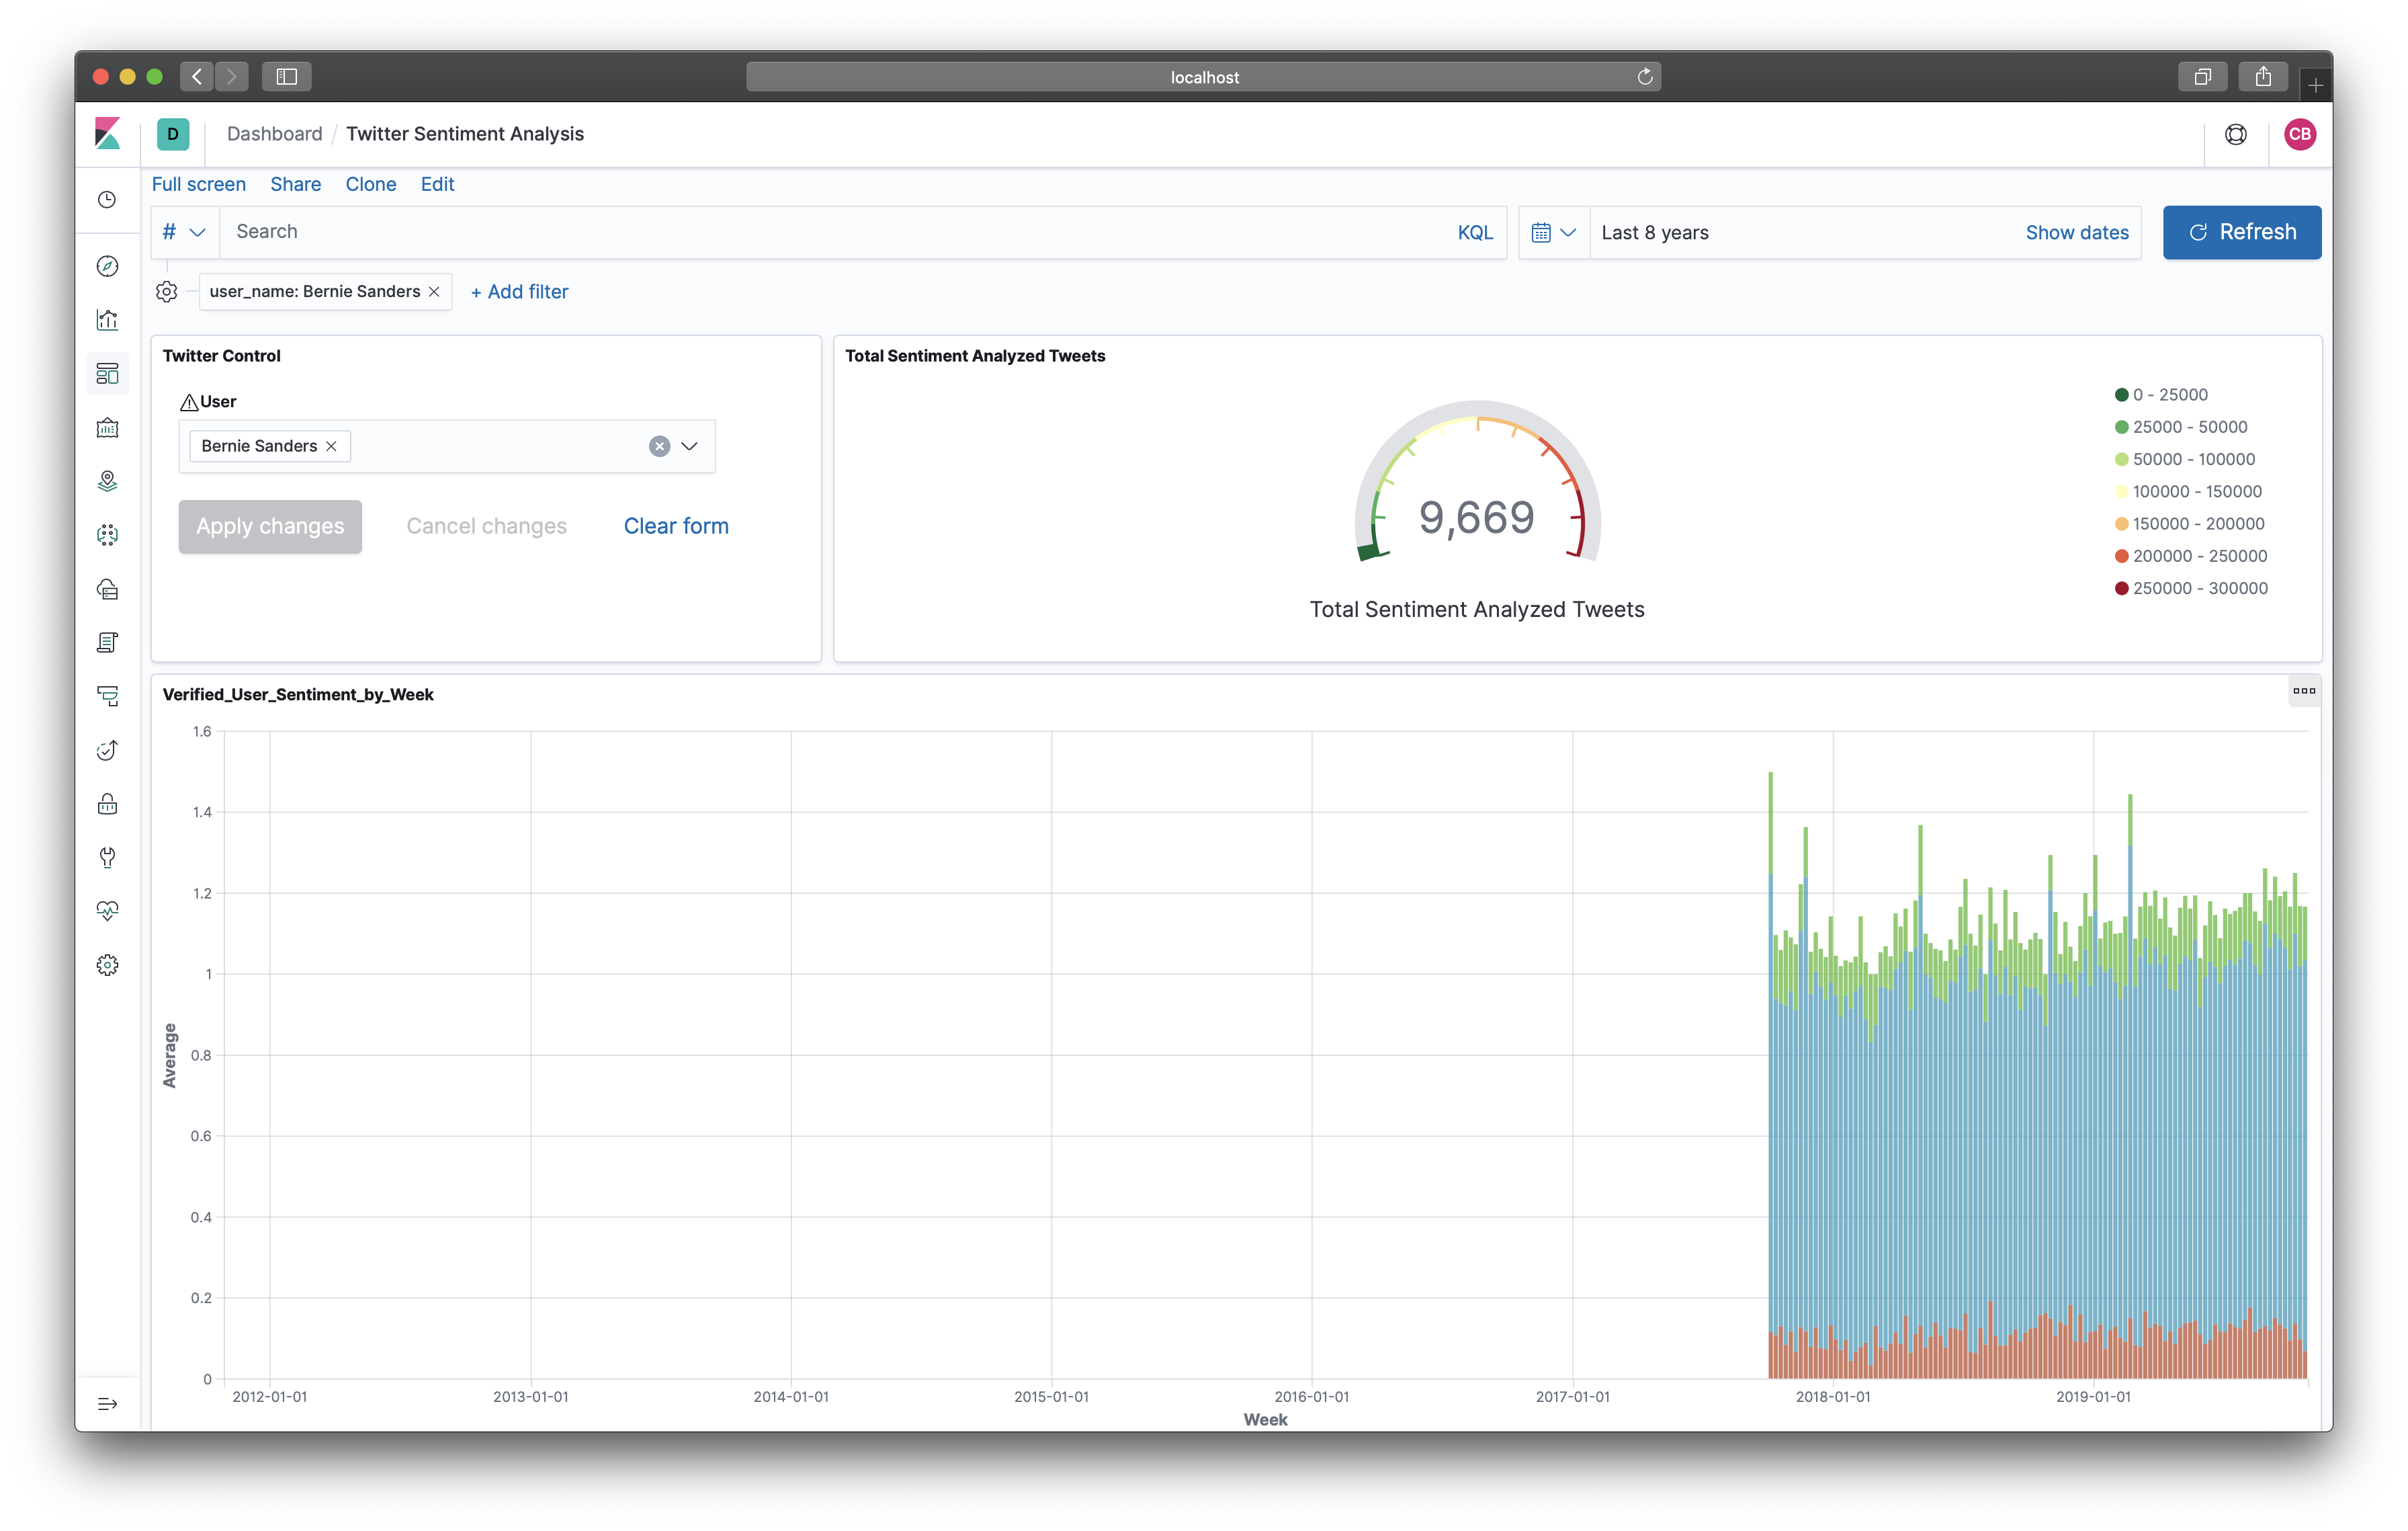 localhost
D Dashboard / Twitter Sentiment Analysis CB
Full screen Share Clone Edit
# Search KQL Last 8 years Show dates Refresh
user_name: Bernie Sanders + Add filter
Twitter Control
User
Bernie Sanders
Apply changes Cancel changes Clear form
Total Sentiment Analyzed Tweets
9,669
Total Sentiment Analyzed Tweets
0 - 25000
25000 - 50000
50000 - 100000
100000 - 150000
150000 - 200000
200000 - 250000
250000 - 300000
Verified_User_Sentiment_by_Week
1.6
1.4
1.2
1
0.8
0.6
0.4
0.2
0
Average
2012-01-01 2013-01-01 2014-01-01 2015-01-01 2016-01-01 2017-01-01 2018-01-01 2019-01-01
Week